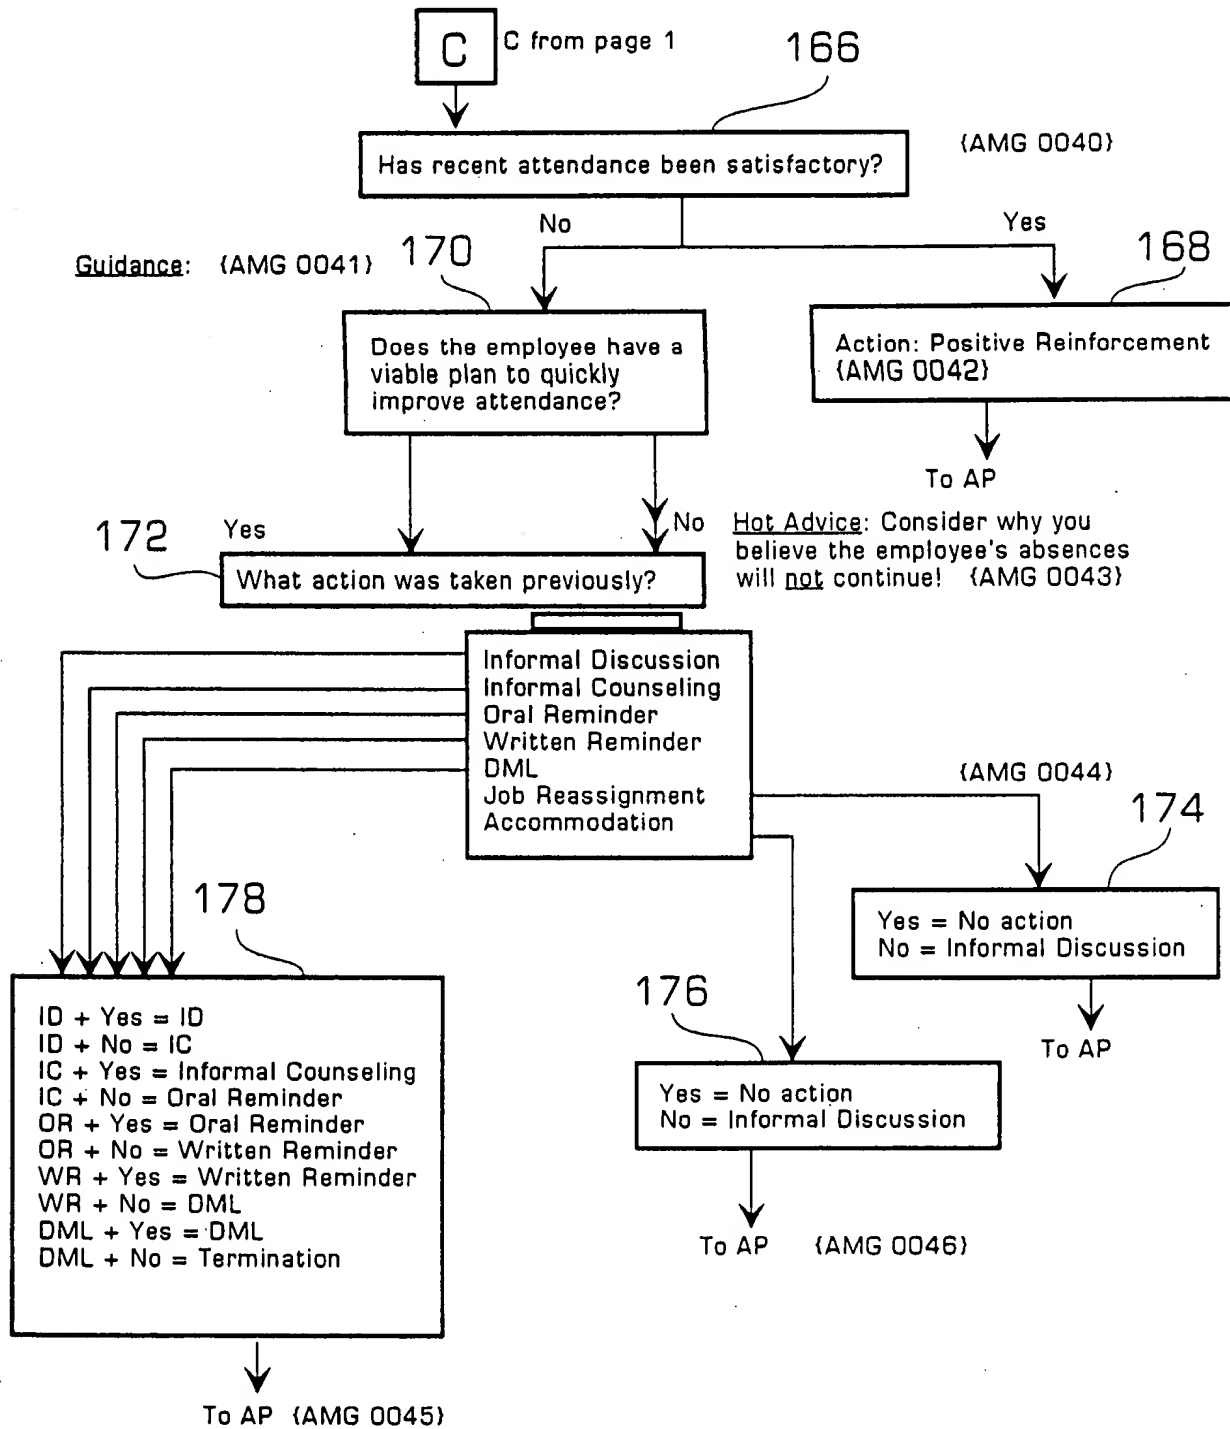 C
C from page 1
166
Has recent attendance been satisfactory?
{AMG 0040}
No
Yes
Guidance: {AMG 0041}
170
168
Does the employee have a
viable plan to quickly
improve attendance?
Action: Positive Reinforcement
{AMG 0042}
To AP
172
Yes
No
Hot Advice: Consider why you
believe the employee's absences
will not continue! {AMG 0043}
What action was taken previously?
Informal Discussion
Informal Counseling
Oral Reminder
Written Reminder
DML
Job Reassignment
Accommodation
{AMG 0044}
174
Yes = No action
No = Informal Discussion
To AP
178
176
Yes = No action
No = Informal Discussion
To AP {AMG 0046}
ID + Yes = ID
ID + No = IC
IC + Yes = Informal Counseling
IC + No = Oral Reminder
OR + Yes = Oral Reminder
OR + No = Written Reminder
WR + Yes = Written Reminder
WR + No = DML
DML + Yes = DML
DML + No = Termination
To AP {AMG 0045}